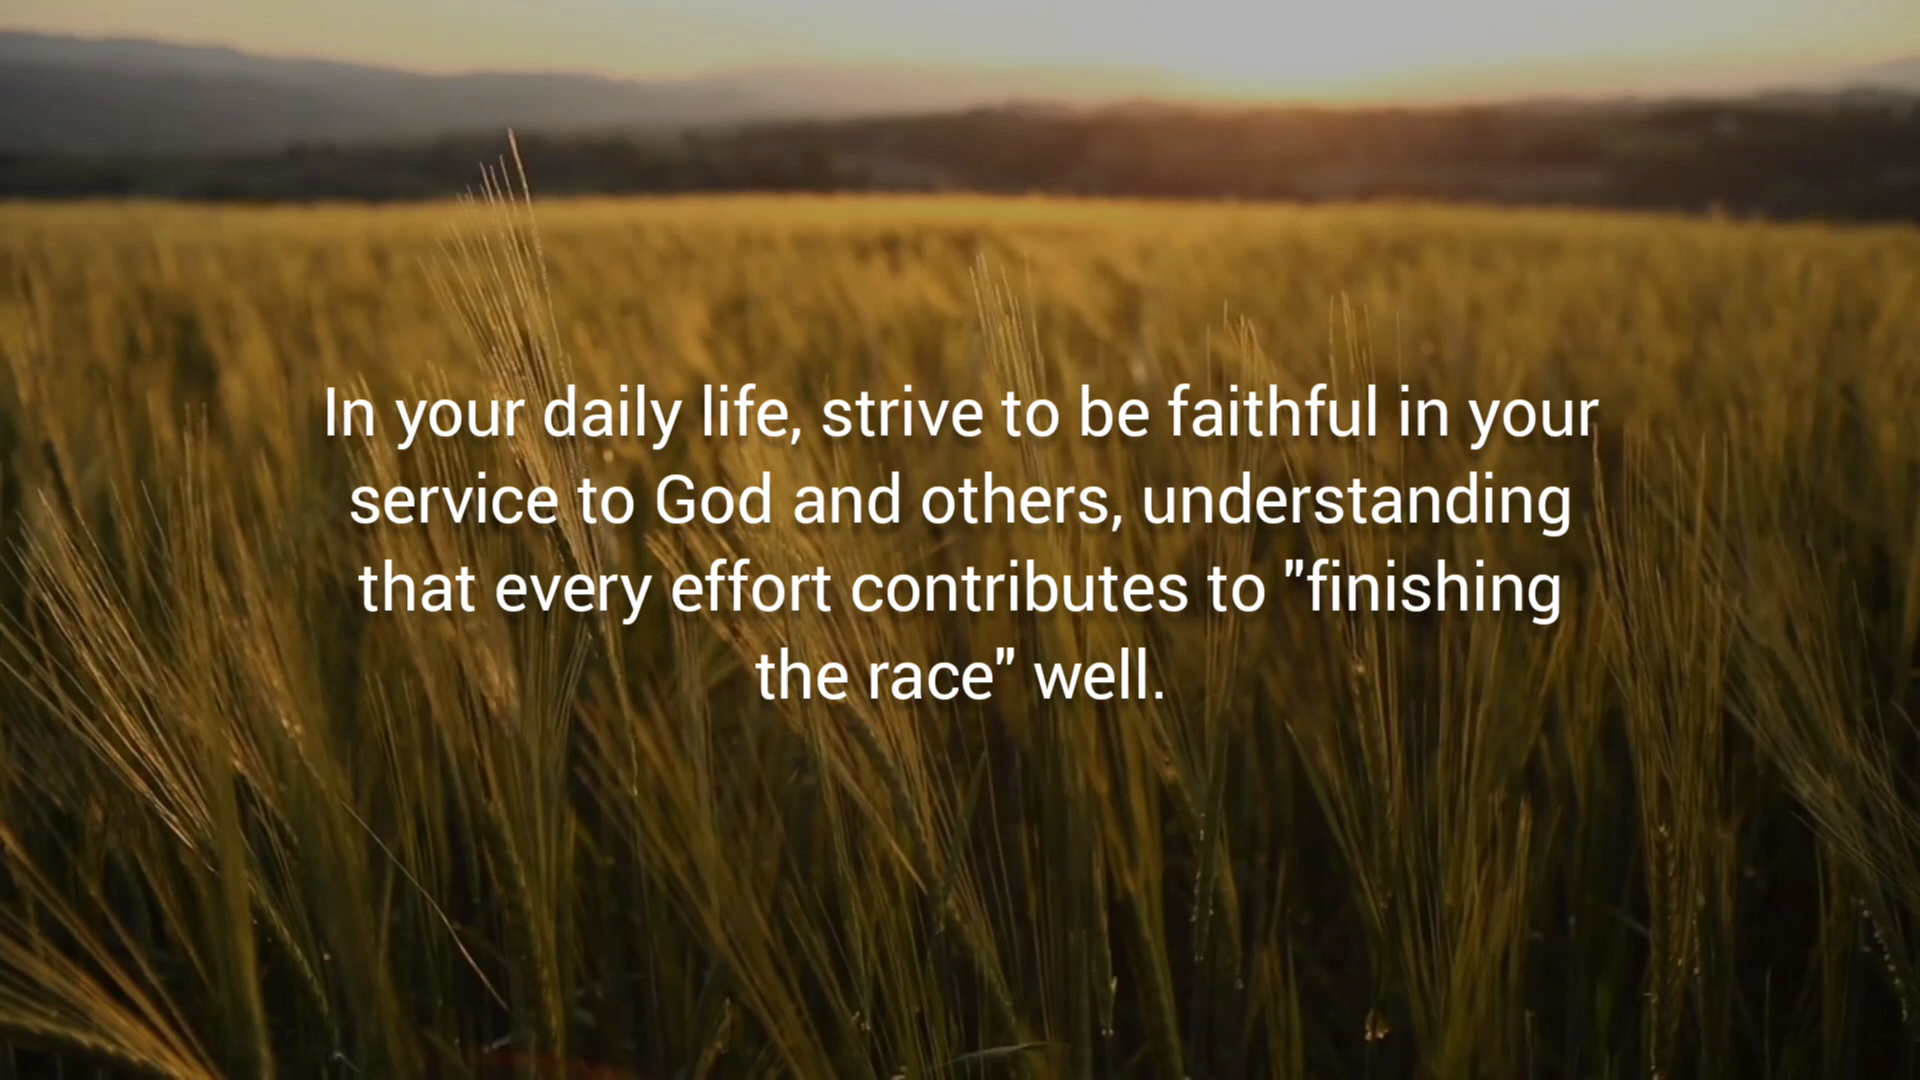 In your daily life, strive to be faithful in your
service to God and others, understanding
that every effort contributes to "finishing
the race" well.